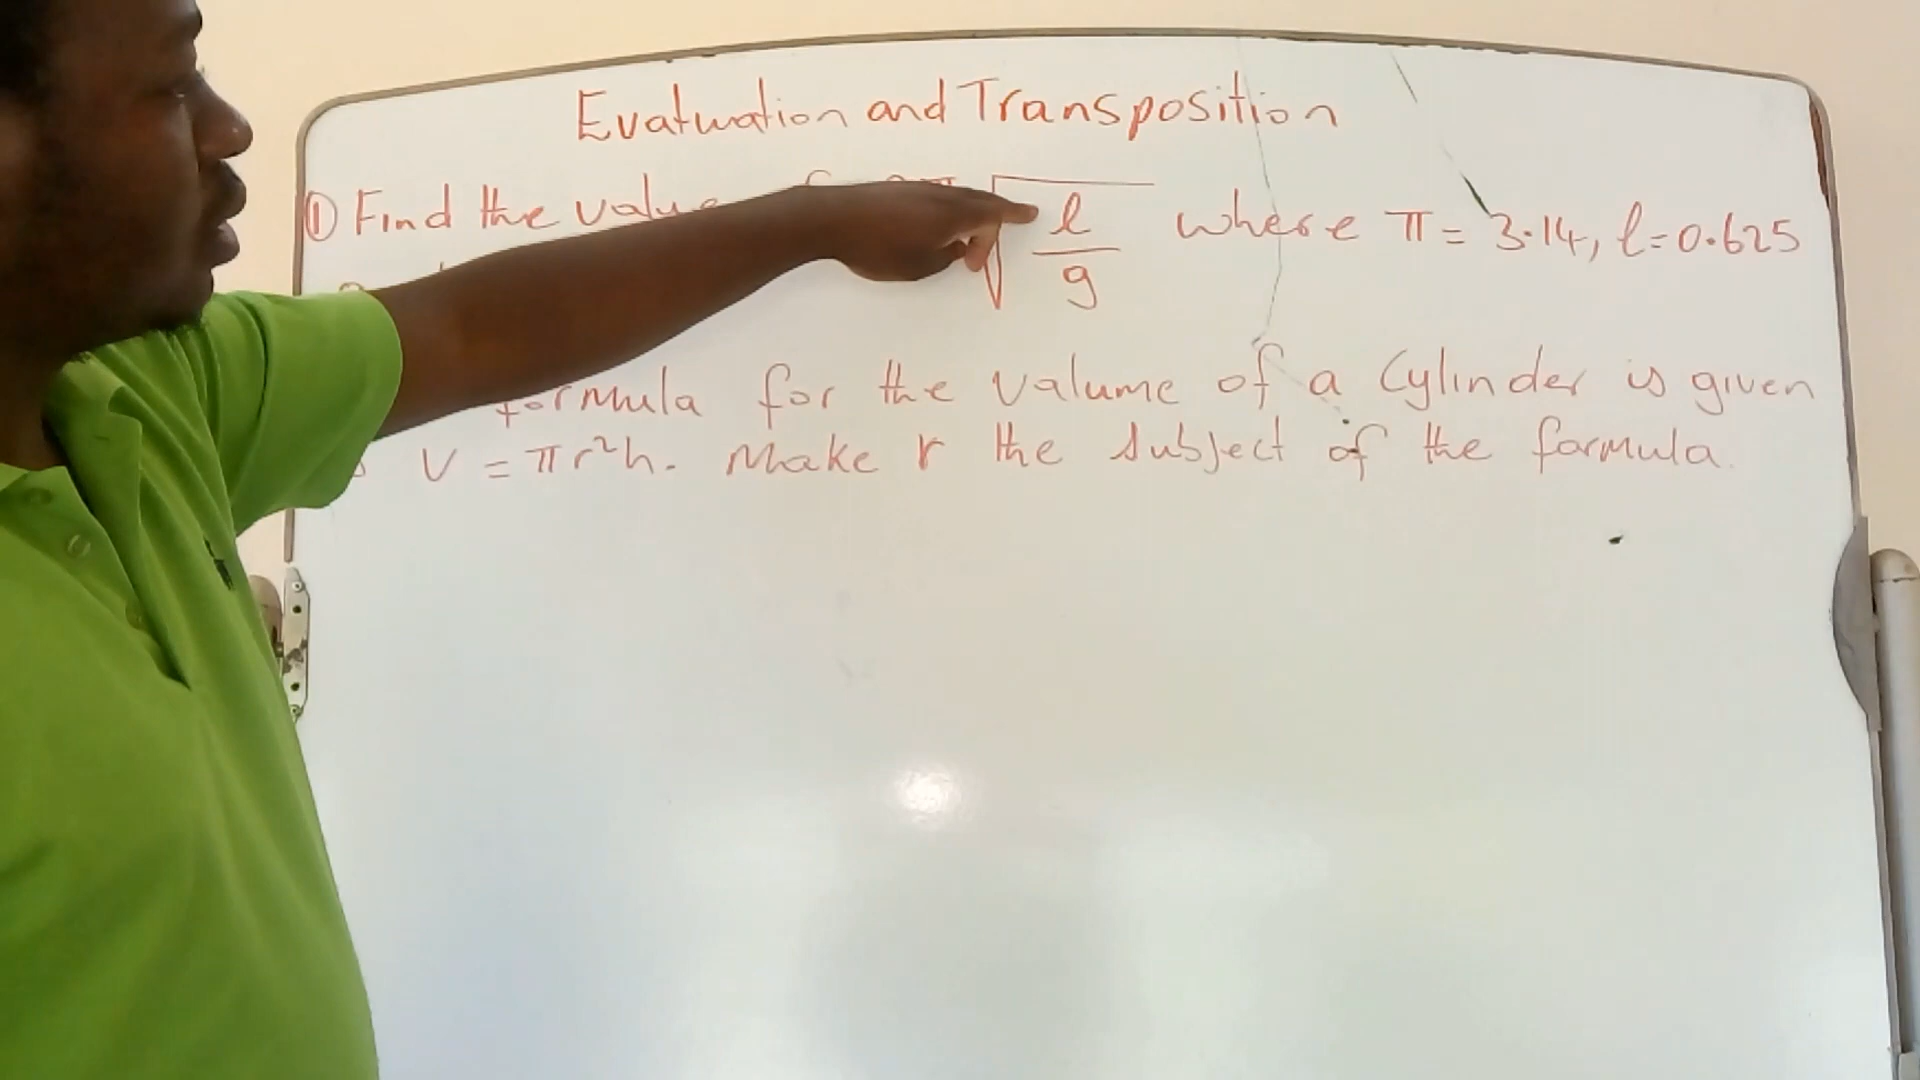 Evaluation and Transposition
① Find the value √ l/g where π = 3.14, l = 0.625
formula for the valume of a Cylinder is given
V = πr²h. Make r the subject of the formula.